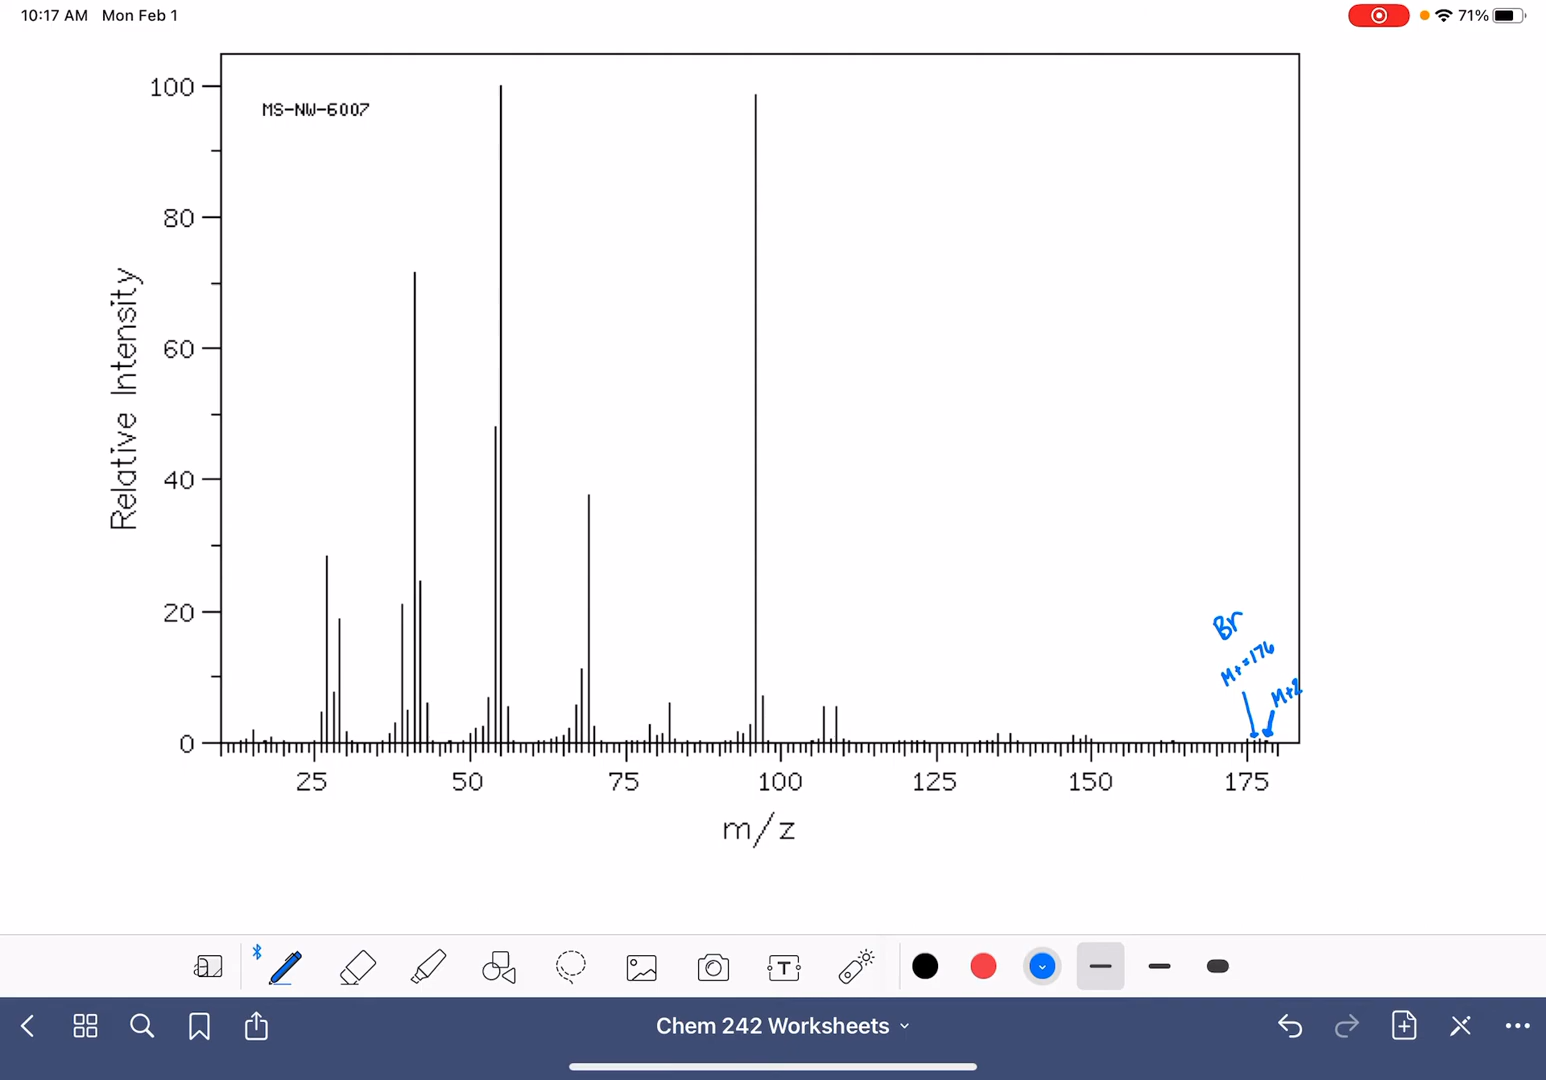 10:17 AM Mon Feb 1
71%
100
MS-NW-6007
80
60
40
20
0
Relative Intensity
Br
M+=176
M+2
25 50 75 100 125 150 175
m/z
T
Chem 242 Worksheets